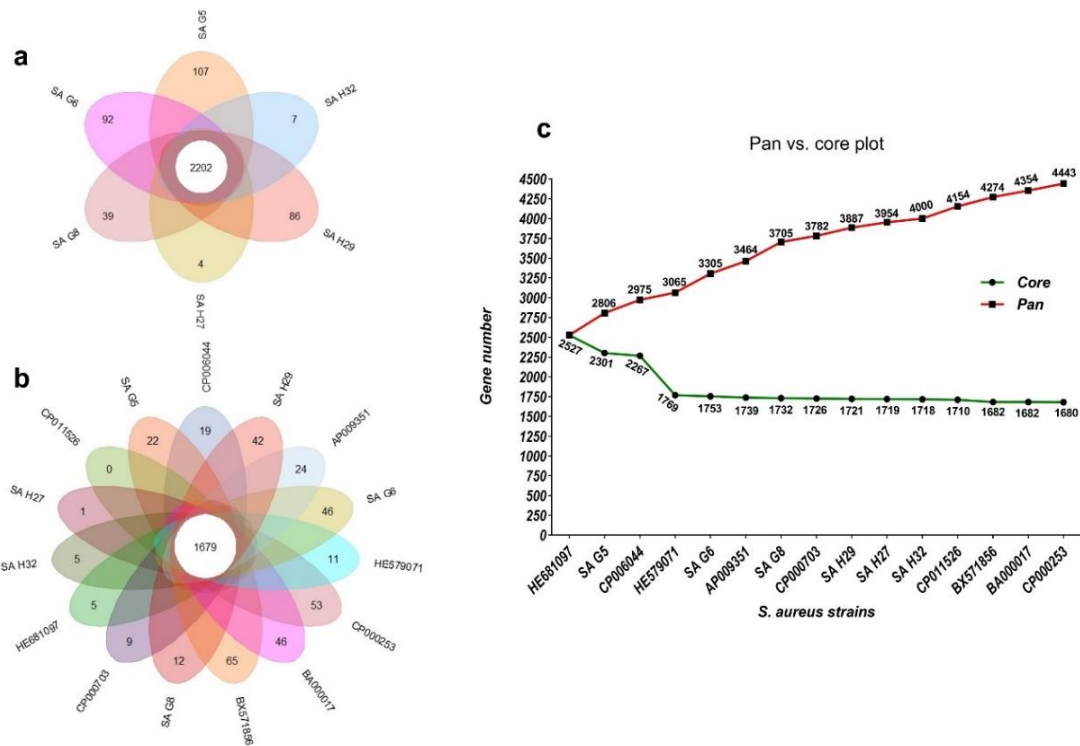 a
SA G5
107
SA G6
92
SA H32
7
2202
SA G8
39
SA H29
86
4
SA H27
b
CP006044
19
SA G5
22
SA H29
42
CP011526
0
AP009351
24
SA H27
1
SA G6
46
1679
SA H32
5
HE579071
11
HE681097
5
CP000253
53
CP000703
9
BA000017
46
SA G8
12
BX571856
65
c
Pan vs. core plot
Gene number
4500
4250
4000
3750
3500
3250
3000
2750
2500
2250
2000
1750
1500
1250
1000
750
500
250
0
2806
2975
3065
3305
3464
3705
3782
3887
3954
4000
4154
4274
4354
4443
Core
Pan
2527
2301
2267
1769
1753
1739
1732
1726
1721
1719
1718
1710
1682
1682
1680
HE681097
SA G5
CP006044
HE579071
SA G6
AP009351
SA G8
CP000703
SA H29
SA H27
SA H32
CP011526
BX571856
BA000017
CP000253
S. aureus strains